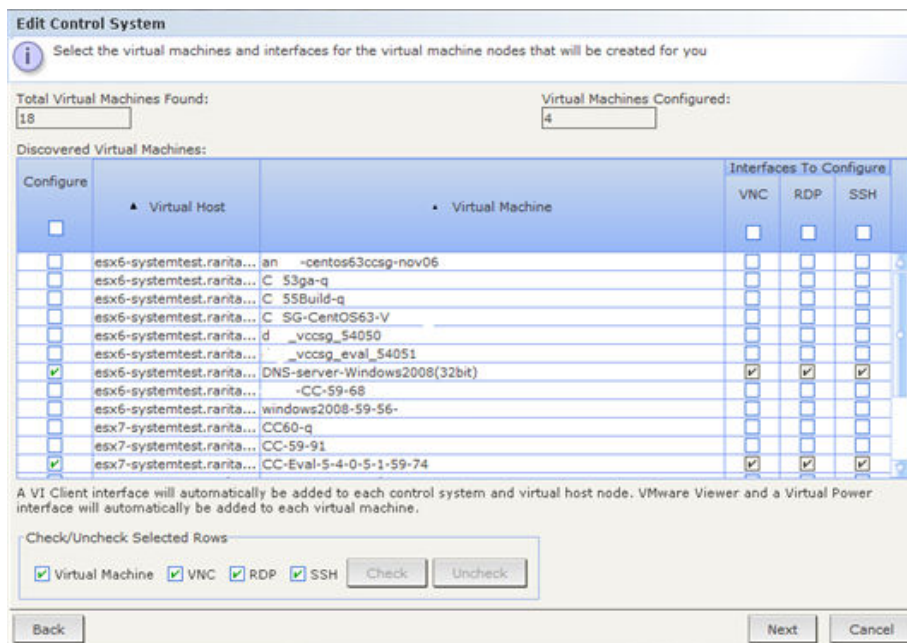 Edit Control System
Select the virtual machines and interfaces for the virtual machine nodes that will be created for you
Total Virtual Machines Found: Virtual Machines Configured:
18 4
Discovered Virtual Machines:
Interfaces To Configure
Configure
Virtual Host Virtual Machine VNC RDP SSH
esx6-systemtest.rarita... an -centos63ccsg-nov06
esx6-systemtest.rarita... C 53ga-q
esx6-systemtest.rarita... C 55Build-q
esx6-systemtest.rarita... C SG-CentOS63-V
esx6-systemtest.rarita... d _vccsg_54050
esx6-systemtest.rarita... _vccsg_eval_54051
esx6-systemtest.rarita... DNS-server-Windows2008(32bit)
esx6-systemtest.rarita... -CC-59-68
esx6-systemtest.rarita... windows2008-59-56-
esx7-systemtest.rarita... CC60-q
esx7-systemtest.rarita... CC-59-91
esx7-systemtest.rarita... CC-Eval-5-4-0-5-1-59-74
A VI Client interface will automatically be added to each control system and virtual host node. VMware Viewer and a Virtual Power
interface will automatically be added to each virtual machine.
Check/Uncheck Selected Rows
Virtual Machine VNC RDP SSH Check Uncheck
Back Next Cancel